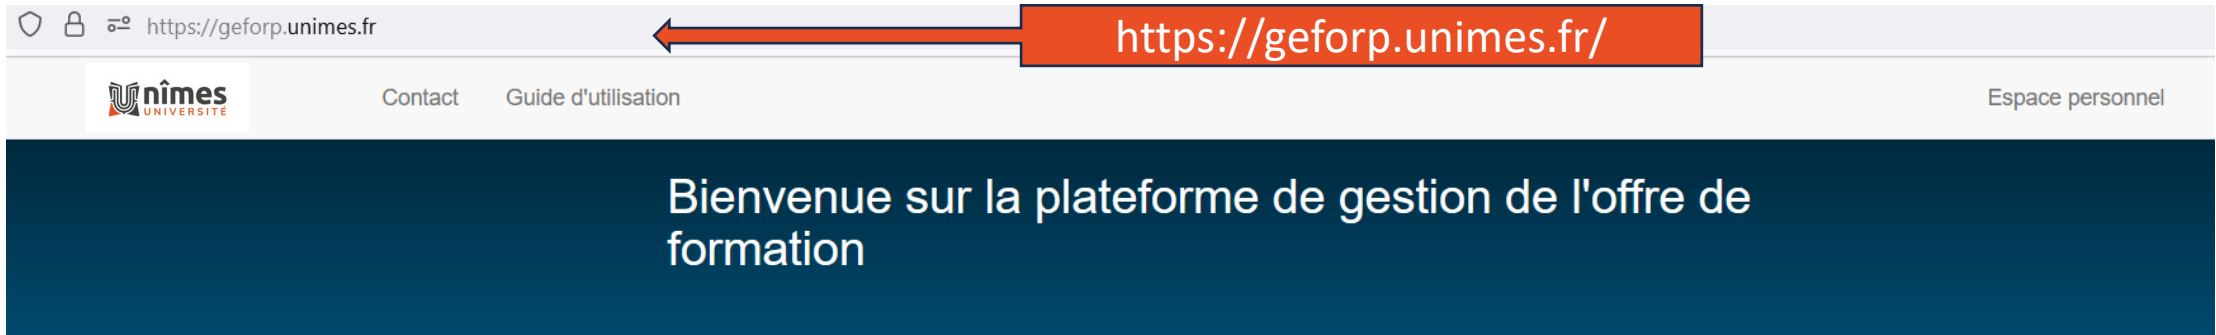 https://geforp.unimes.fr
https://geforp.unimes.fr/
nîmes
UNIVERSITÉ
Contact
Guide d'utilisation
Espace personnel
Bienvenue sur la plateforme de gestion de l'offre de
formation